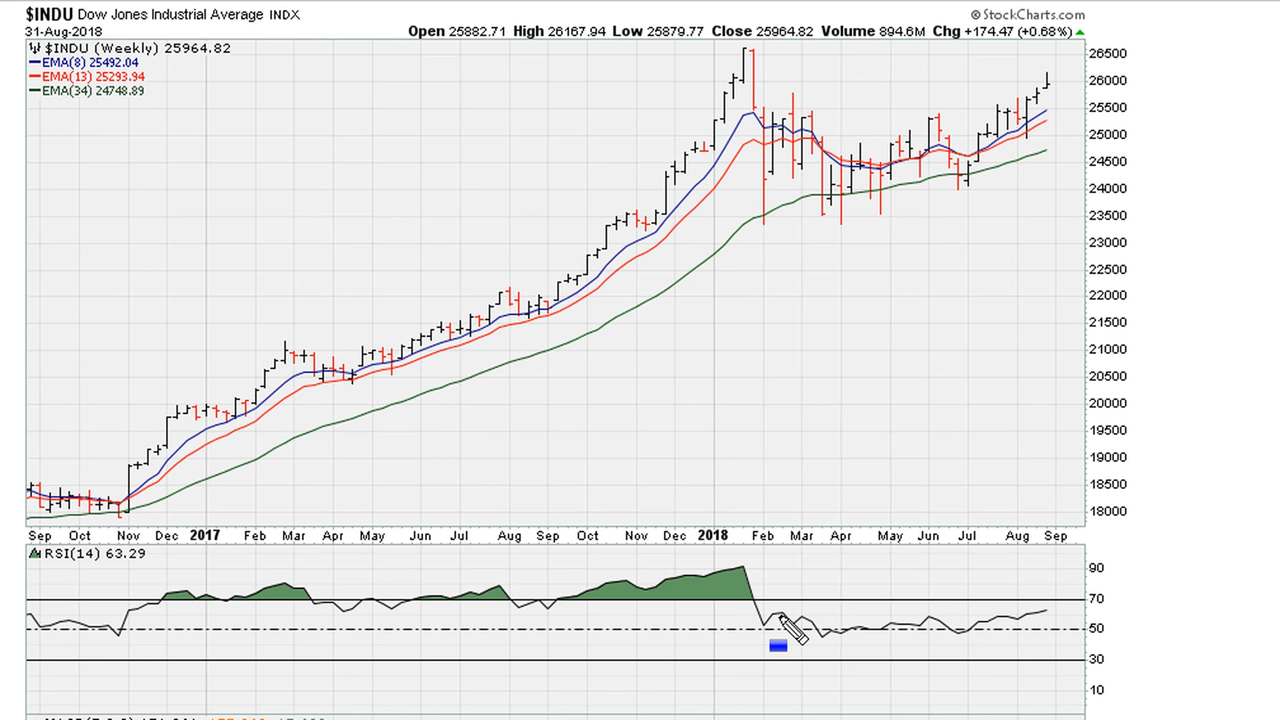 $INDU Dow Jones Industrial Average INDX
© StockCharts.com
31-Aug-2018
Open 25882.71 High 26167.94 Low 25879.77 Close 25964.82 Volume 894.6M Chg +174.47 (+0.68%)
$INDU (Weekly) 25964.82
EMA(8) 25492.04
EMA(13) 25293.94
EMA(34) 24748.89
26500
26000
25500
25000
24500
24000
23500
23000
22500
22000
21500
21000
20500
20000
19500
19000
18500
18000
Sep Oct Nov Dec 2017 Feb Mar Apr May Jun Jul Aug Sep Oct Nov Dec 2018 Feb Mar Apr May Jun Jul Aug Sep
RSI(14) 63.29
90
70
50
30
10